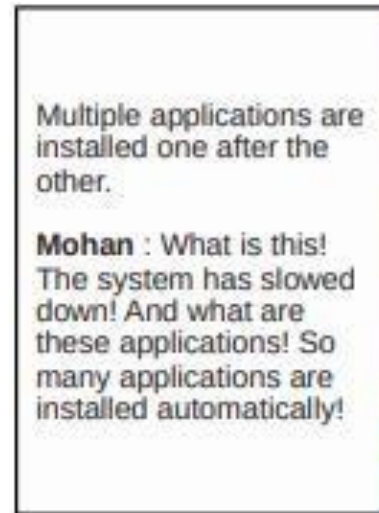 Multiple applications are
installed one after the
other.
Mohan : What is this!
The system has slowed
down! And what are
these applications! So
many applications are
installed automatically!